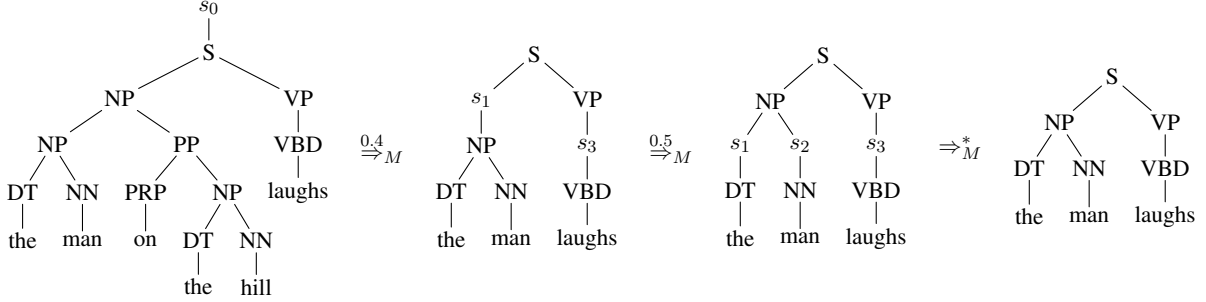 s₀
S
NP VP
NP PP VBD
DT NN PRP NP laughs
the man on DT NN
the hill
0.4
⇒M
S
s₁ VP
NP s₃
DT NN VBD
the man laughs
0.5
⇒M
S
NP VP
s₁ s₂ s₃
DT NN VBD
the man laughs
⇒*M
S
NP VP
DT NN VBD
the man laughs